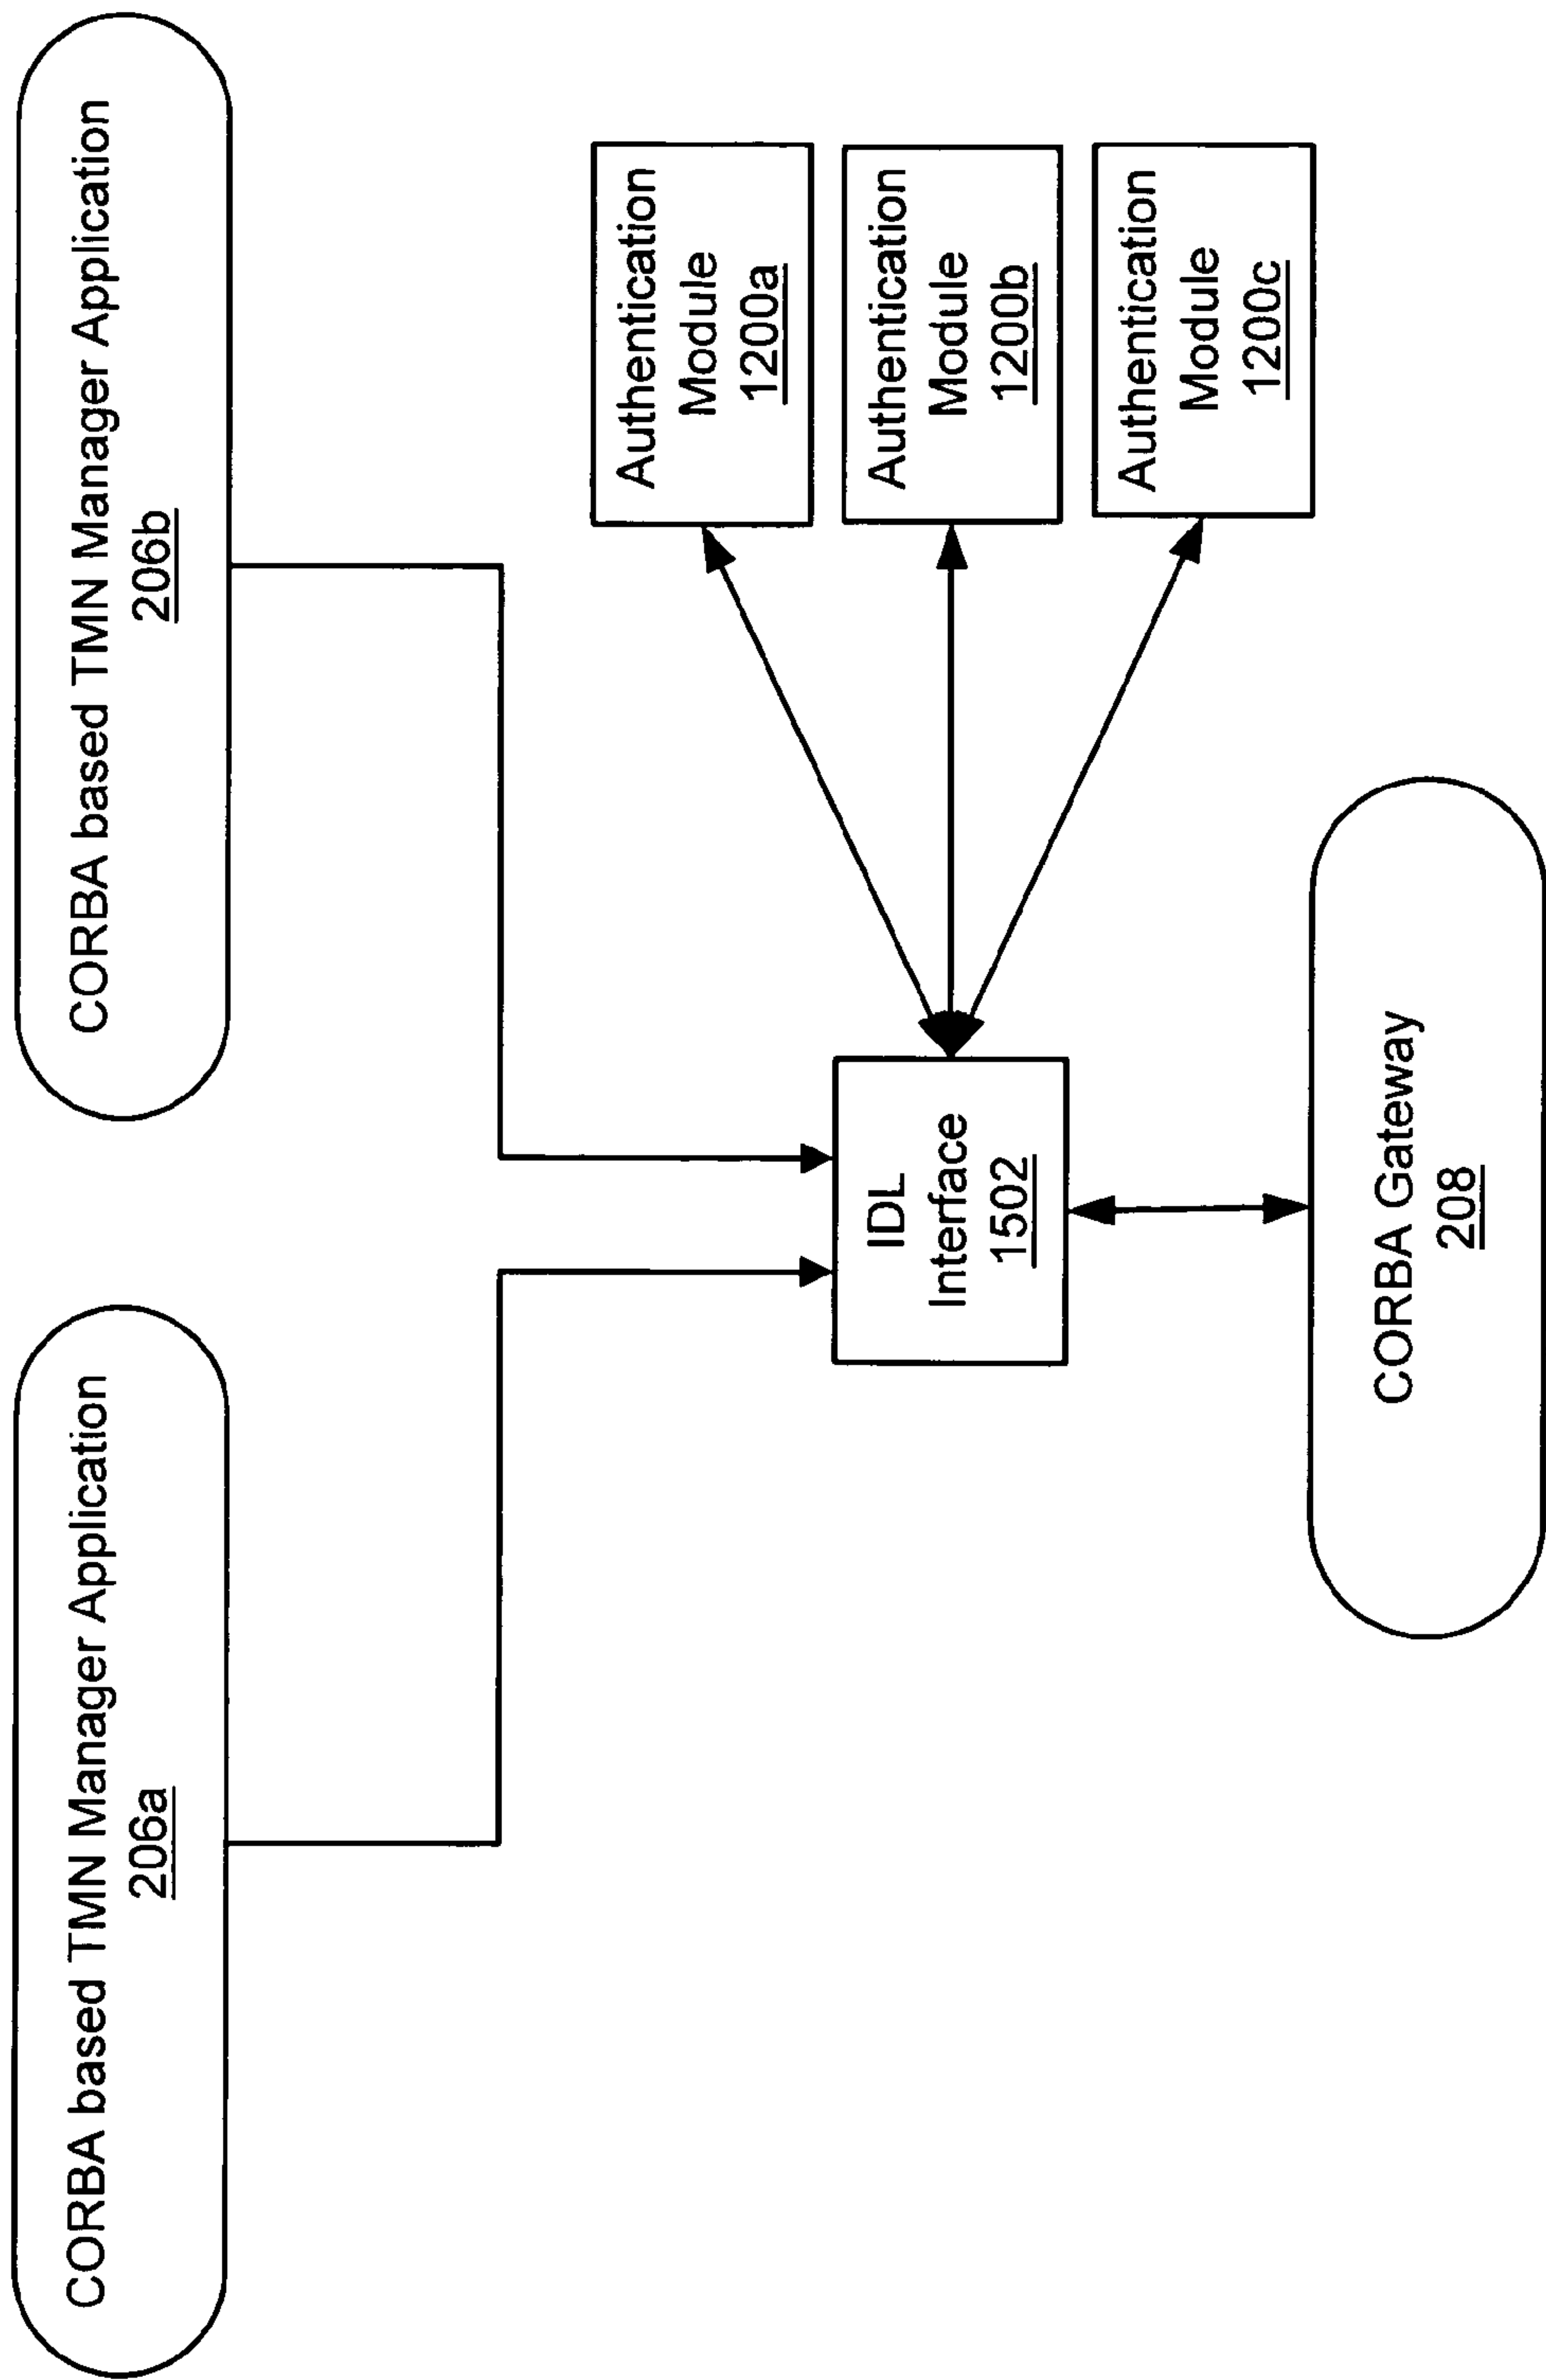 CORBA based TMN Manager Application
206a
CORBA based TMN Manager Application
206b
Authentication
Module
1200a
Authentication
Module
1200b
Authentication
Module
1200c
IDL
Interface
1502
CORBA Gateway
208